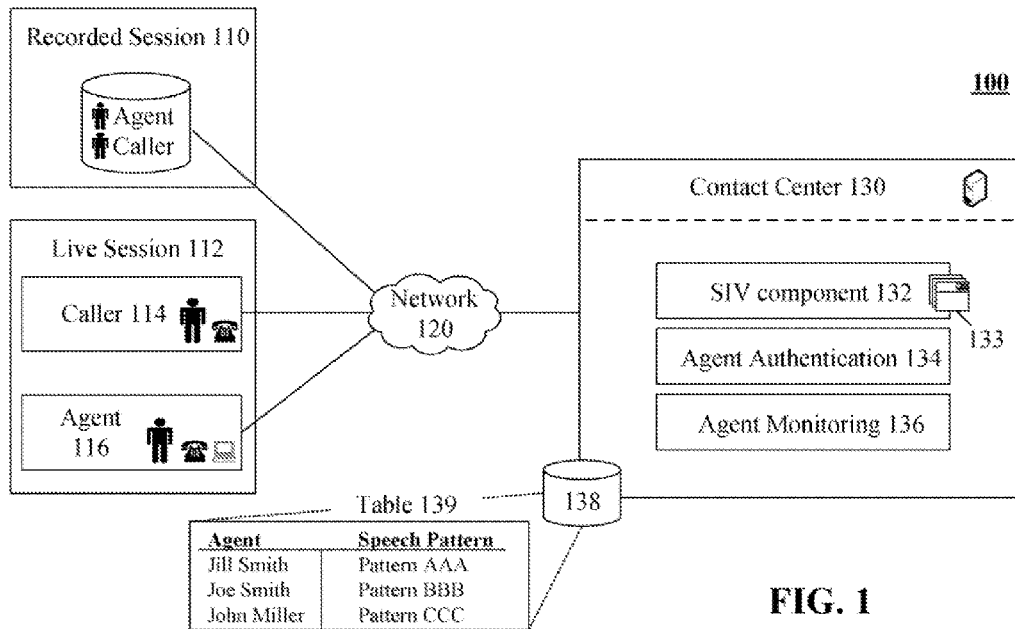 Recorded Session 110
Agent
Caller
100
Contact Center 130
Live Session 112
Caller 114
Network
120
SIV component 132
133
Agent Authentication 134
Agent
116
Agent Monitoring 136
138
Table 139
Agent Speech Pattern
Jill Smith Pattern AAA
Joe Smith Pattern BBB
John Miller Pattern CCC
FIG. 1